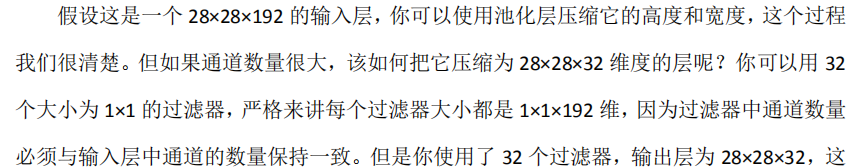 假设这是一个 28×28×192 的输入层，你可以使用池化层压缩它的高度和宽度，这个过程
我们很清楚。但如果通道数量很大，该如何把它压缩为 28×28×32 维度的层呢？你可以用 32
个大小为 1×1 的过滤器，严格来讲每个过滤器大小都是 1×1×192 维，因为过滤器中通道数量
必须与输入层中通道的数量保持一致。但是你使用了 32 个过滤器，输出层为 28×28×32，这